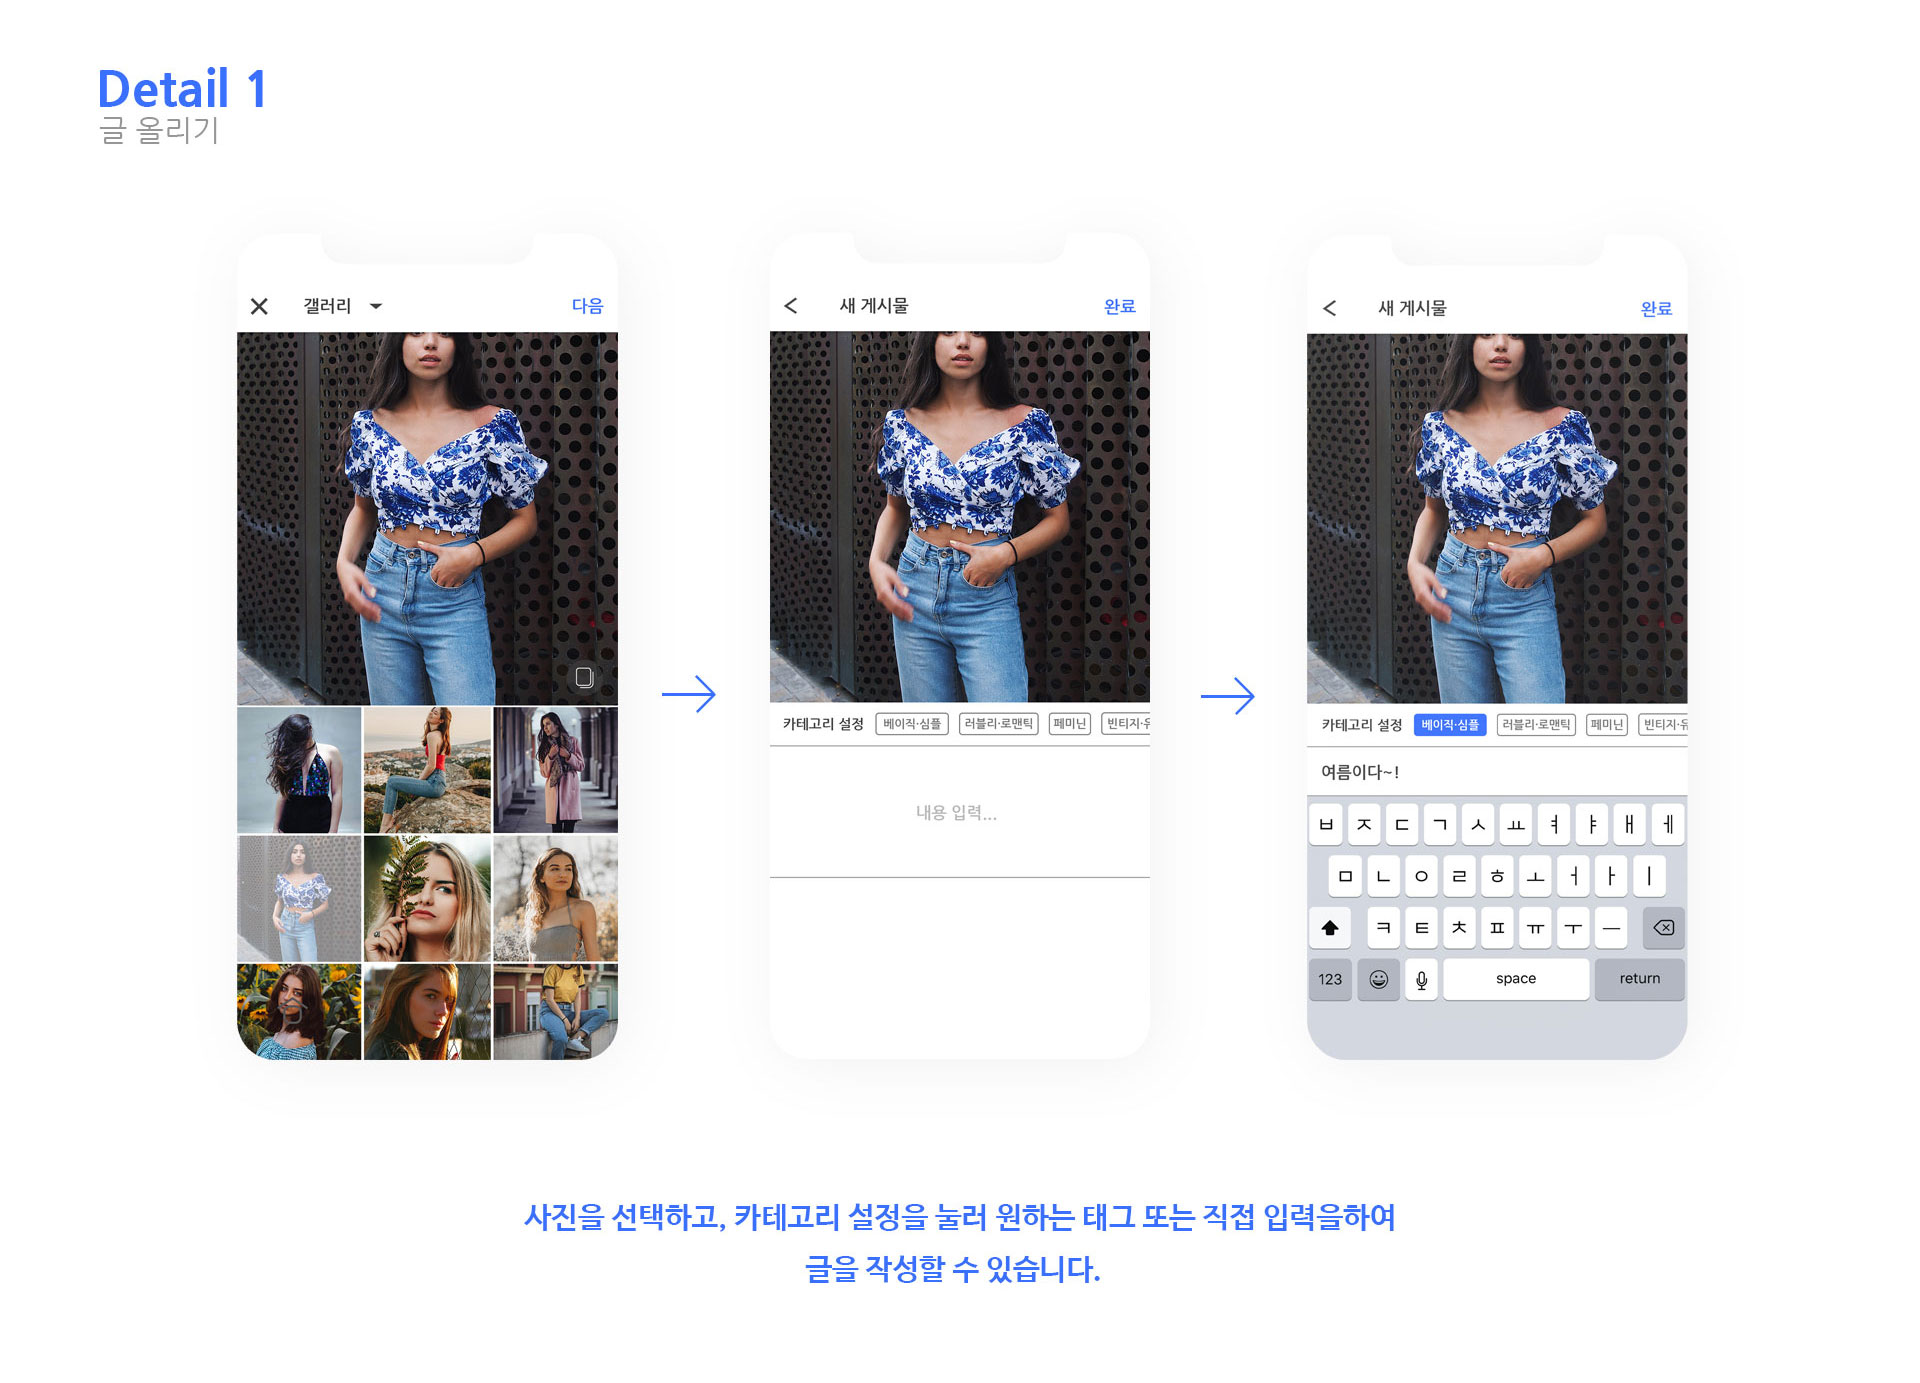 Detail 1
글 올리기
갤러리
다음
새 게시물
완료
카테고리 설정 베이직·심플 러블리·로맨틱 페미닌 빈티지·유
내용 입력...
새 게시물
완료
카테고리 설정 베이직·심플 러블리·로맨틱 페미닌 빈티지·유
여름이다~!
ㅂ ㅈ ㄷ ㄱ ㅅ ㅛ ㅕ ㅑ ㅐ ㅔ
ㅁ ㄴ ㅇ ㄹ ㅎ ㅗ ㅓ ㅏ ㅣ
ㅋ ㅌ ㅊ ㅍ ㅠ ㅜ ㅡ
123 space return
사진을 선택하고, 카테고리 설정을 눌러 원하는 태그 또는 직접 입력을하여
글을 작성할 수 있습니다.